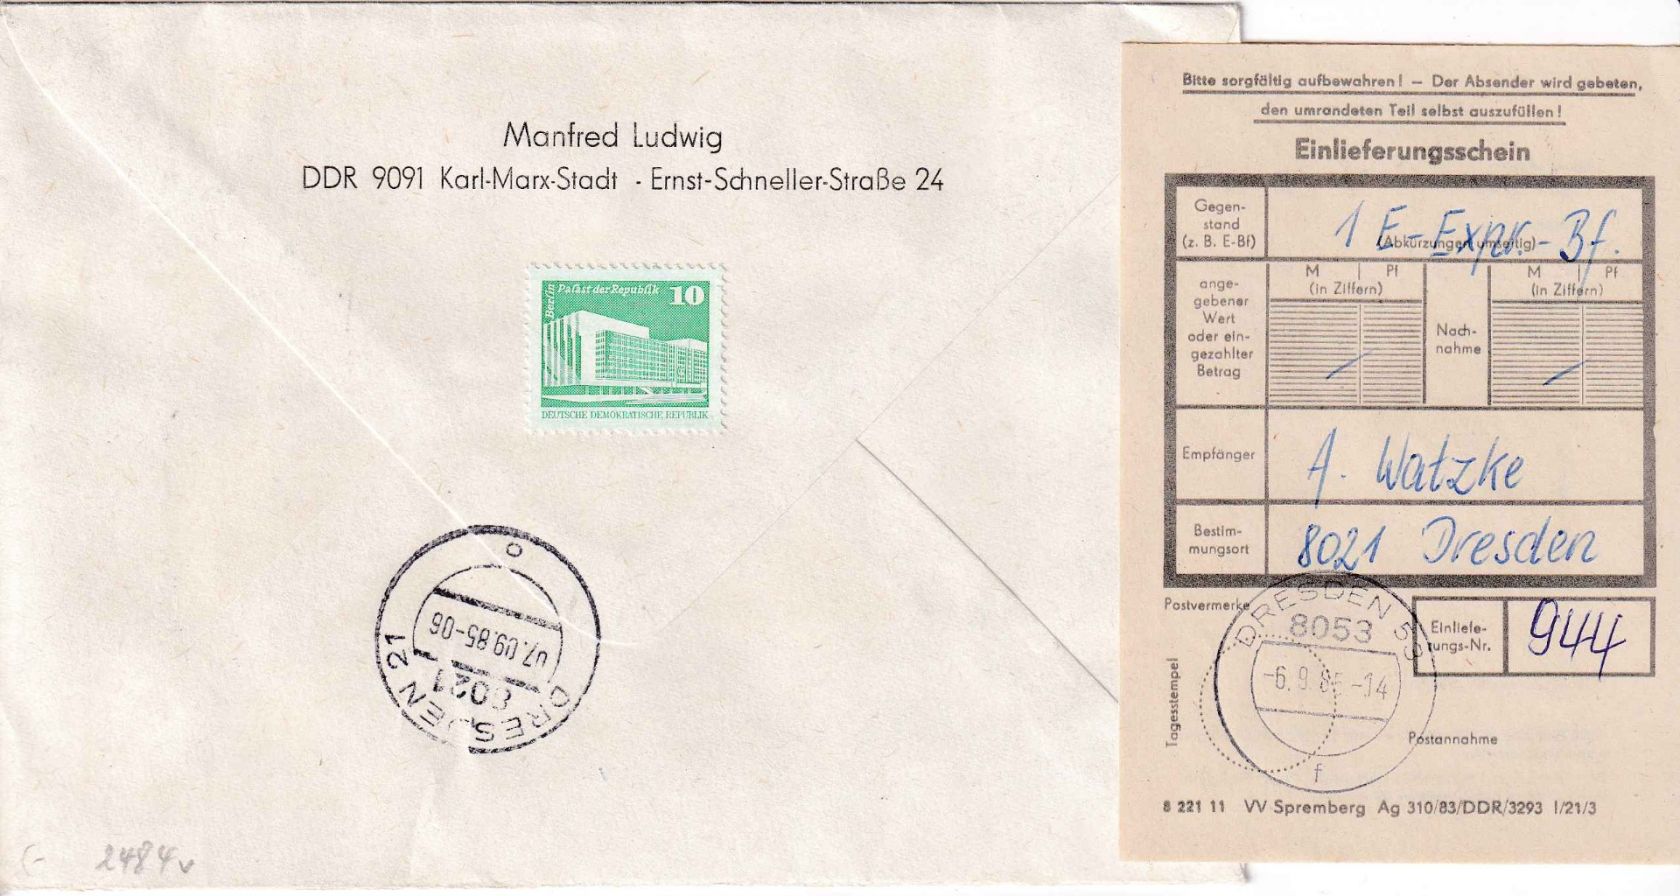 Manfred Ludwig
DDR 9091 Karl-Marx-Stadt - Ernst-Schneller-Straße 24
Berlin Palast der Republik 10
DEUTSCHE DEMOKRATISCHE REPUBLIK
DRESDEN 21
8021
07.09.85-06
2484
Bitte sorgfältig aufbewahren! – Der Absender wird gebeten,
den umrandeten Teil selbst auszufüllen!
Einlieferungsschein
Gegen-
stand
(z. B. E-Bf)
1 E-Expr.-Bf.
(Abkürzungen umseitig)
ange-
gebener
Wert
oder ein-
gezahlter
Betrag
M Pf
(in Ziffern)
Nach-
nahme
M Pf
(in Ziffern)
Empfänger
A. Watzke
Bestim-
mungsort
8021 Dresden
Postvermerke
DRESDEN 53
8053
-6.9.85-14
f
Einliefe-
rungs-Nr.
944
Tagesstempel
Postannahme
8 221 11 VV Spremberg Ag 310/83/DDR/3293 I/21/3